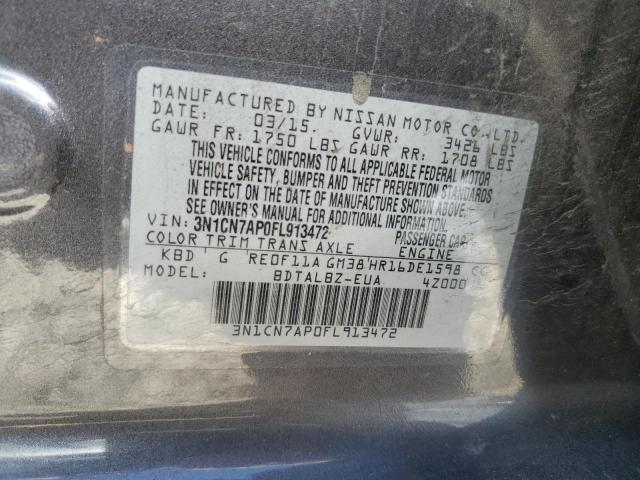 MANUFACTURED BY NISSAN MOTOR CO.,LTD.
DATE: 03/15. GVWR: 3426 LBS
GAWR FR: 1750 LBS GAWR RR: 1708 LBS
THIS VEHICLE CONFORMS TO ALL APPLICABLE FEDERAL MOTOR
VEHICLE SAFETY, BUMPER AND THEFT PREVENTION STANDARDS
IN EFFECT ON THE DATE OF MANUFACTURE SHOWN ABOVE.
SEE OWNER'S MANUAL FOR ADDITIONAL INFORMATION.
VIN: 3N1CN7AP0FL913472 PASSENGER CAR
COLOR TRIM TRANS AXLE ENGINE
KBD G RE0F11A GM38 HR16DE1598 CC
MODEL: BDTALBZ-EUA 42000
3N1CN7AP0FL913472